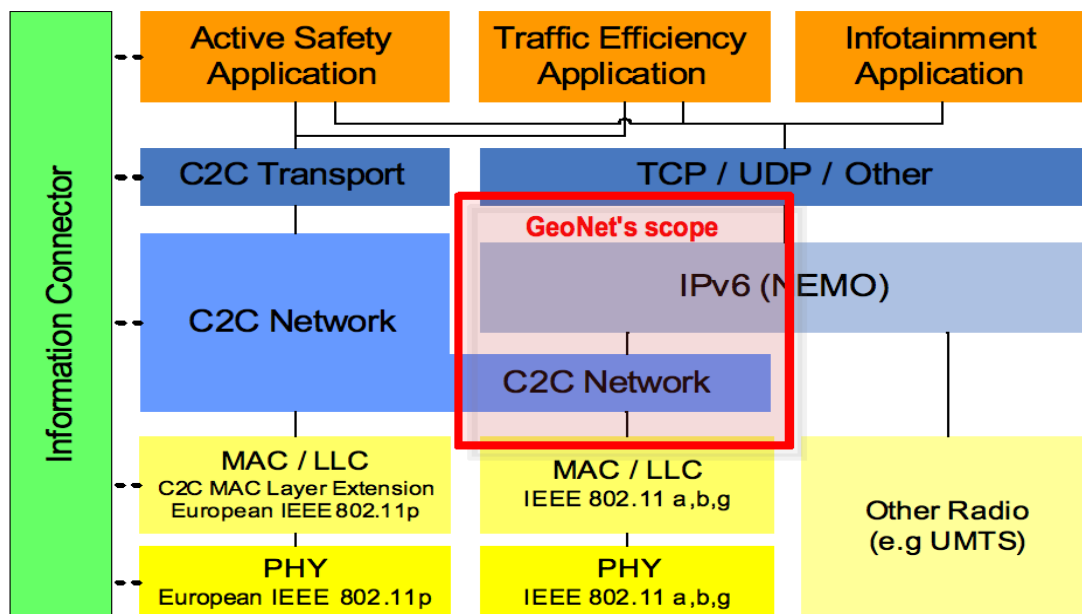 Information Connector
Active Safety
Application
Traffic Efficiency
Application
Infotainment
Application
C2C Transport
TCP / UDP / Other
GeoNet's scope
C2C Network
IPv6 (NEMO)
C2C Network
MAC / LLC
C2C MAC Layer Extension
European IEEE 802.11p
MAC / LLC
IEEE 802.11 a,b,g
Other Radio
(e.g UMTS)
PHY
European IEEE 802.11p
PHY
IEEE 802.11 a,b,g